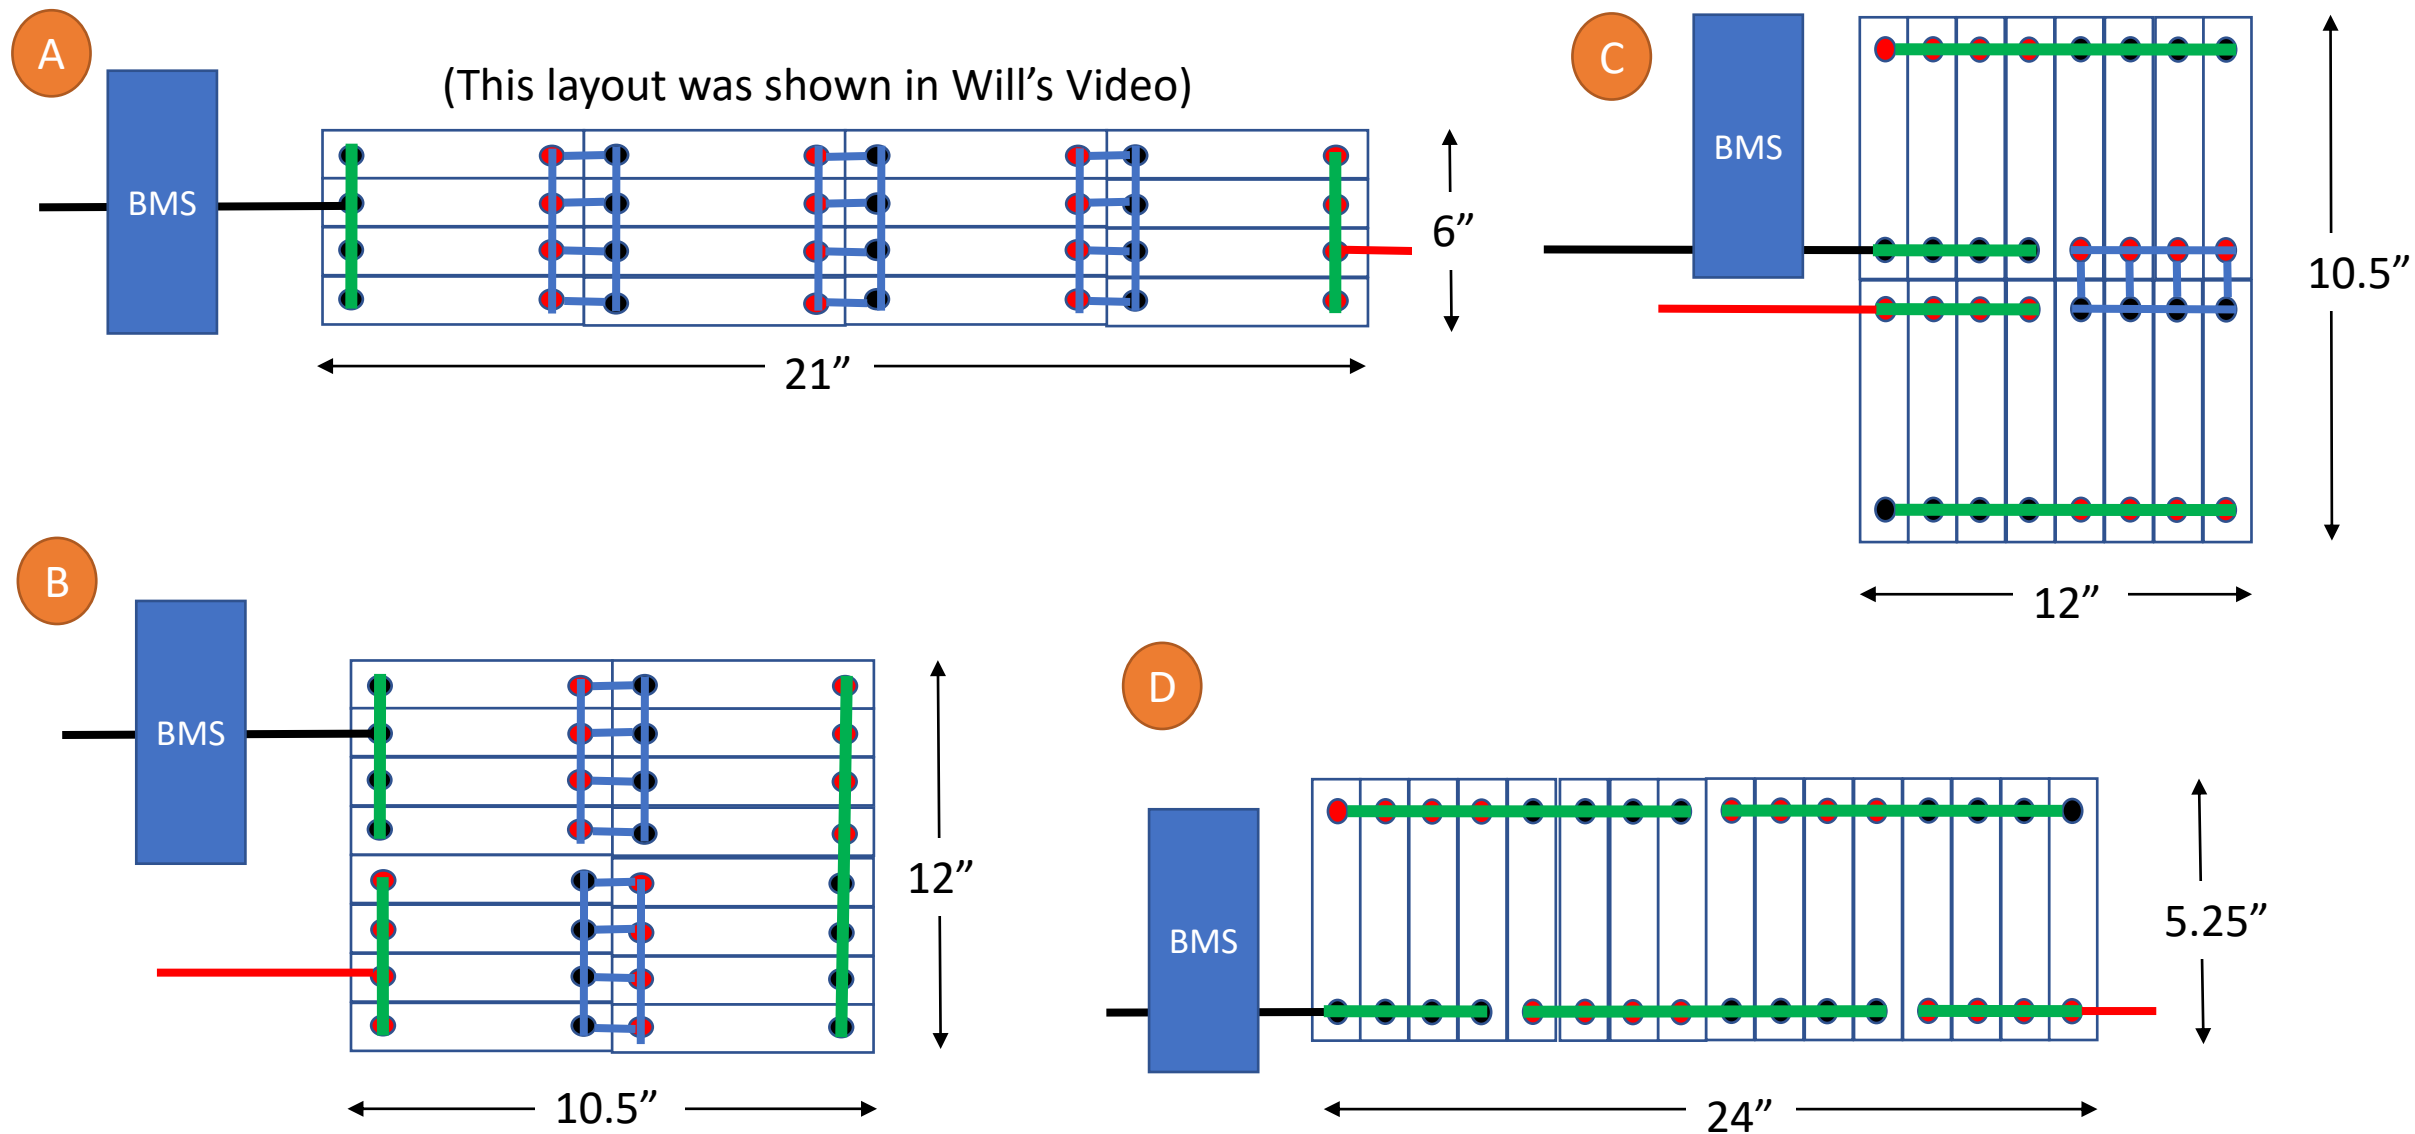 A
(This layout was shown in Will’s Video)
BMS
6”
21”
C
BMS
10.5”
12”
B
BMS
12”
10.5”
D
BMS
5.25”
24”